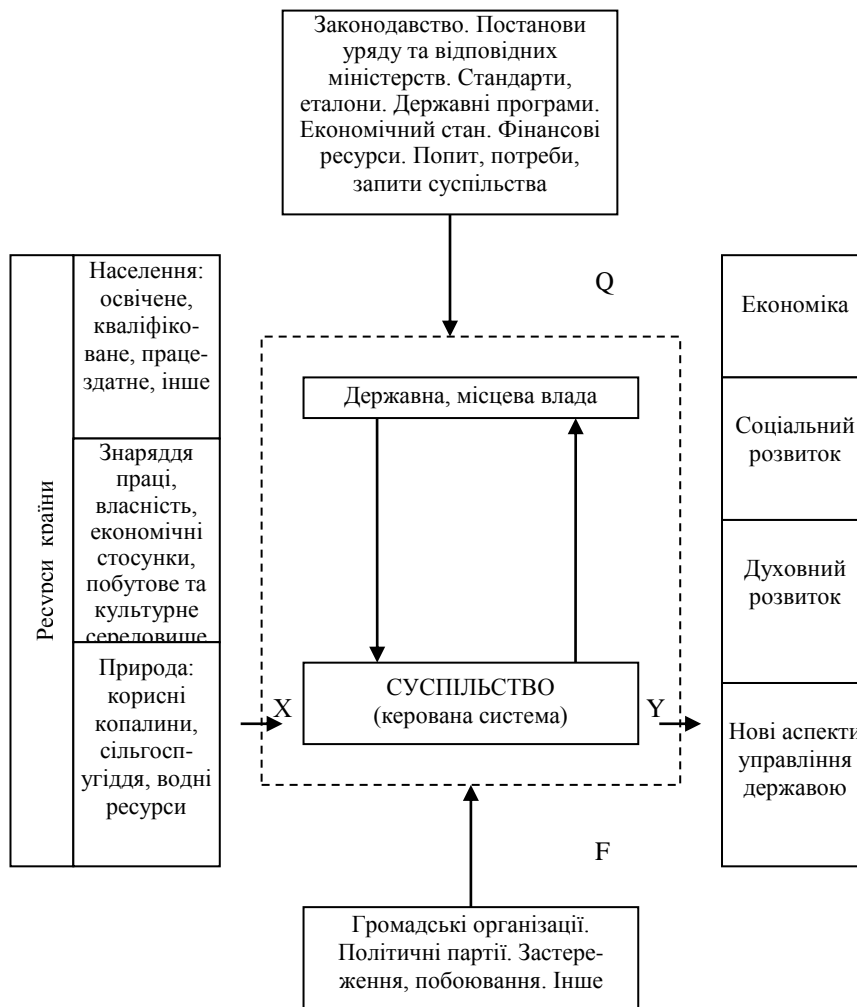 Законодавство. Постанови
уряду та відповідних
міністерств. Стандарти,
еталони. Державні програми.
Економічний стан. Фінансові
ресурси. Попит, потреби,
запити суспільства
Q
Ресурси країни
Населення:
освічене,
кваліфіко-
ване, праце-
здатне, інше
Знаряддя
праці,
власність,
економічні
стосунки,
побутове та
культурне
середовище
Природа:
корисні
копалини,
сільгосп-
угіддя, водні
ресурси
Державна, місцева влада
X
СУСПІЛЬСТВО
(керована система)
Y
Економіка
Соціальний
розвиток
Духовний
розвиток
Нові аспекти
управління
державою
F
Громадські організації.
Політичні партії. Застере-
ження, побоювання. Інше